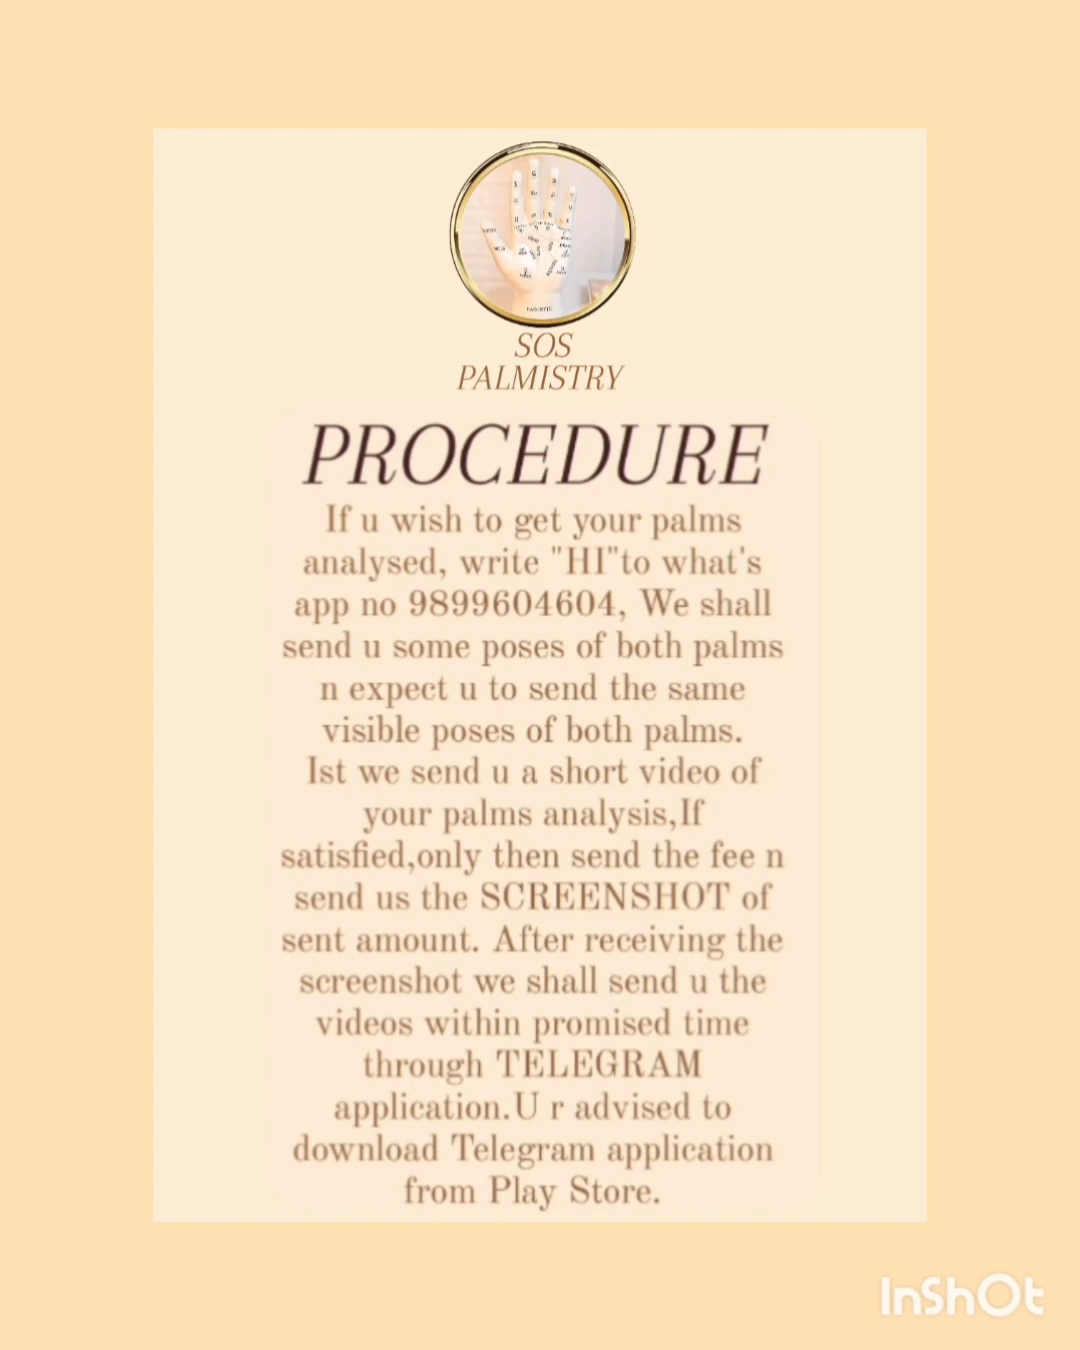 SOS
PALMISTRY
PROCEDURE
If u wish to get your palms
analysed, write "HI"to what's
app no 9899604604, We shall
send u some poses of both palms
n expect u to send the same
visible poses of both palms.
Ist we send u a short video of
your palms analysis,If
satisfied,only then send the fee n
send us the SCREENSHOT of
sent amount. After receiving the
screenshot we shall send u the
videos within promised time
through TELEGRAM
application.U r advised to
download Telegram application
from Play Store.
InShOt